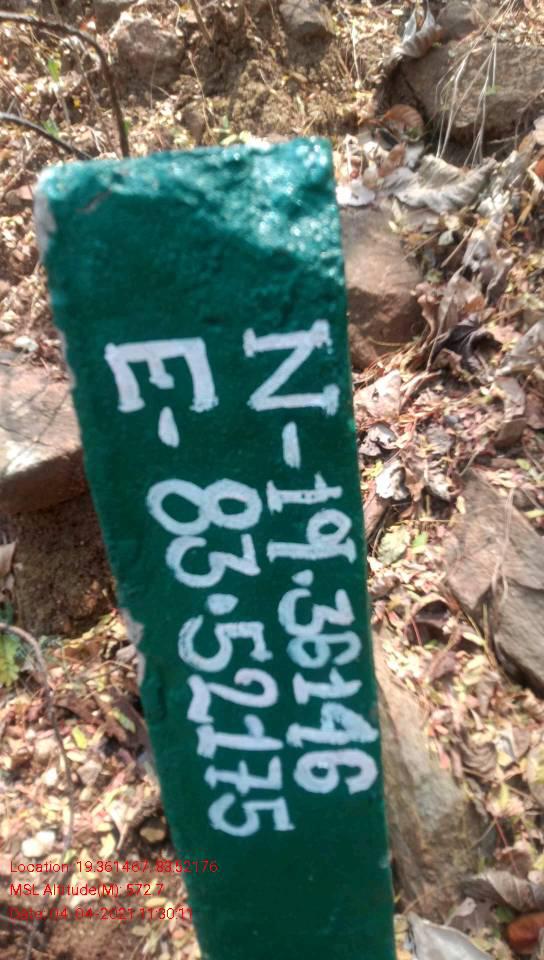 N-19.36146
E-83.52175
Location 19.361467, 83.52176
MSL Altitude(M): 572.7
Date: 04-04-2021 11:30:11